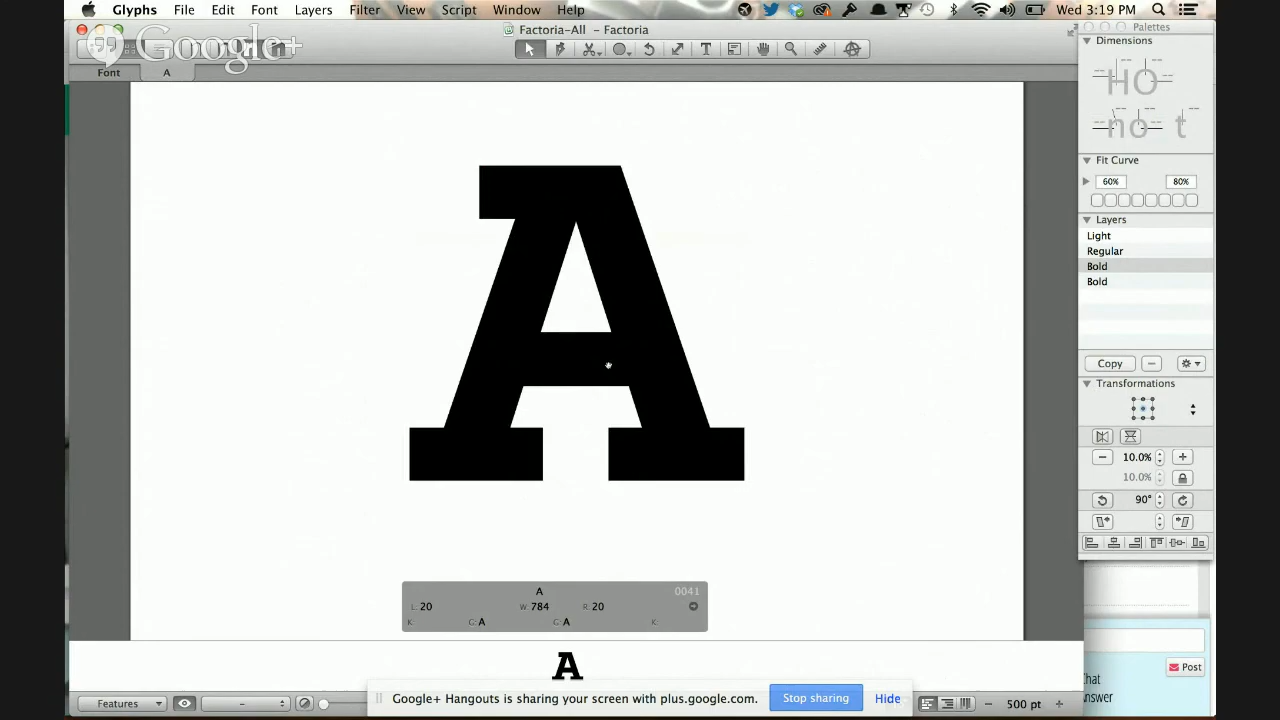 Glyphs File Edit Font Layers Filter View Script Window Help Wed 3:19 PM
Google+
Factoria-All - Factoria
Palettes
Font A
Dimensions
HO
no t
Fit Curve
60% 80%
Layers
Light
Regular
Bold
Bold
Copy
Transformations
10.0%
10.0%
90°
A
A 0041
L: 20 W: 784 R: 20
K: G: A G: A K:
A
Post
Chat
Answer
Features - 500 pt
Google+ Hangouts is sharing your screen with plus.google.com. Stop sharing Hide